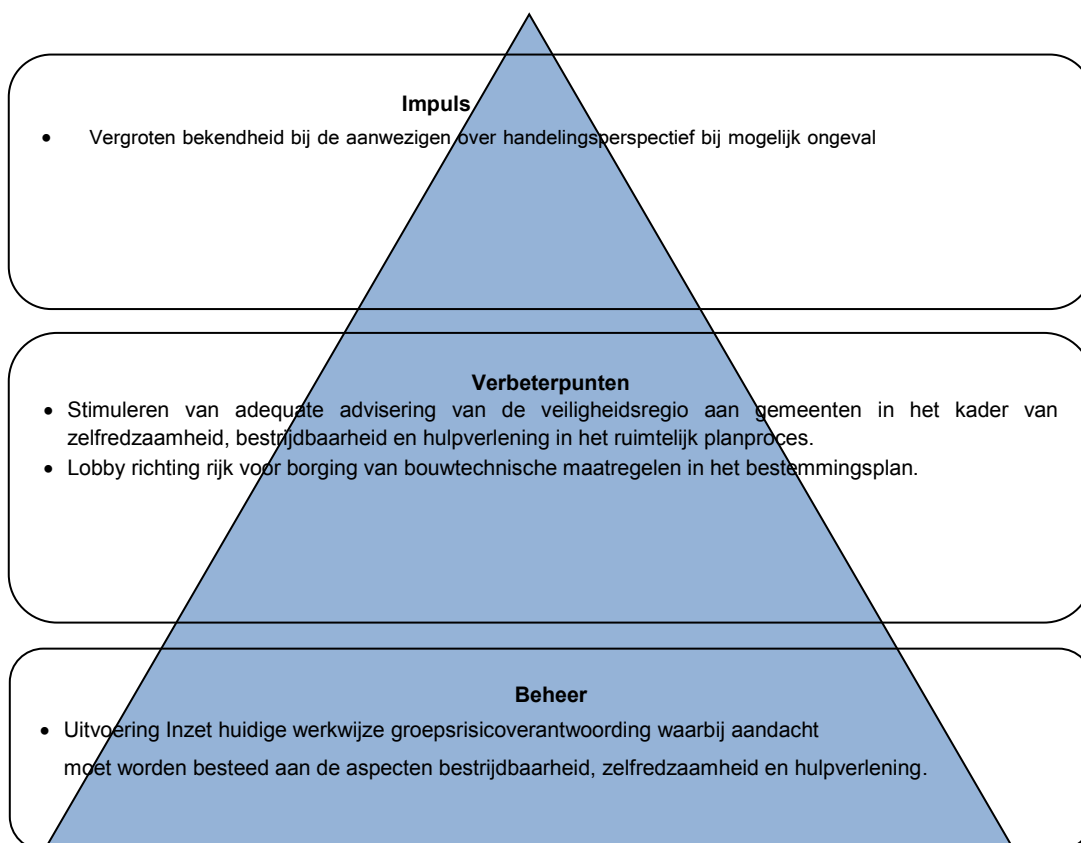 Impuls
• Vergroten bekendheid bij de aanwezigen over handelingsperspectief bij mogelijk ongeval
Verbeterpunten
• Stimuleren van adequate advisering van de veiligheidsregio aan gemeenten in het kader van
zelfredzaamheid, bestrijdbaarheid en hulpverlening in het ruimtelijk planproces.
• Lobby richting rijk voor borging van bouwtechnische maatregelen in het bestemmingsplan.
Beheer
• Uitvoering Inzet huidige werkwijze groepsrisicoverantwoording waarbij aandacht
moet worden besteed aan de aspecten bestrijdbaarheid, zelfredzaamheid en hulpverlening.